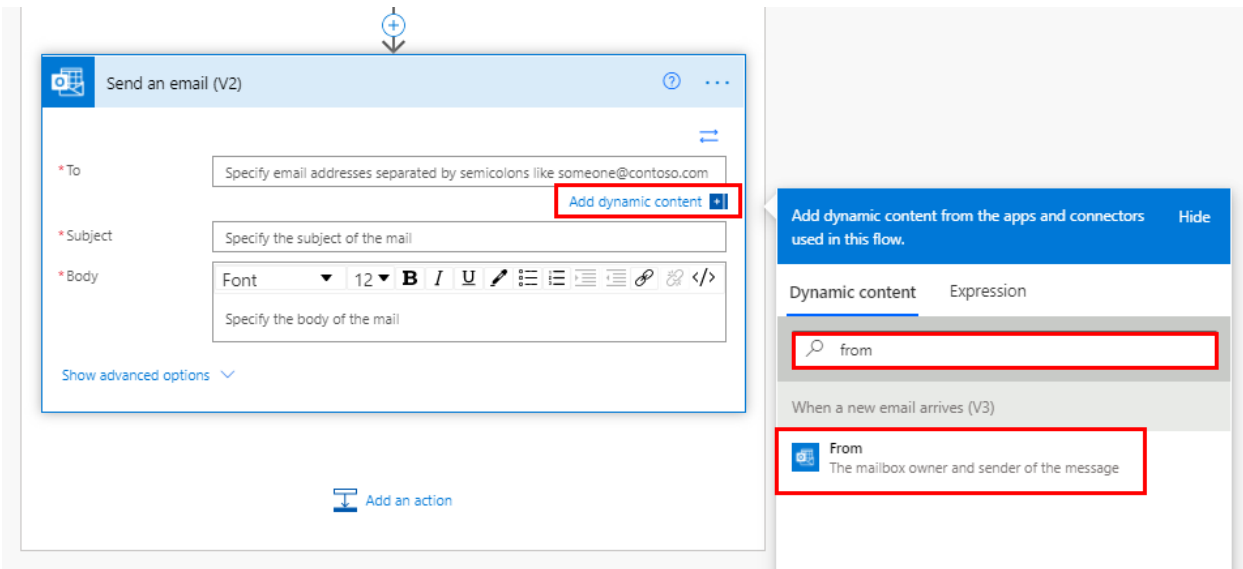 Send an email (V2)
* To
Specify email addresses separated by semicolons like someone@contoso.com
Add dynamic content
* Subject
Specify the subject of the mail
* Body
Font 12 B I U </>
Specify the body of the mail
Show advanced options
Add an action
Add dynamic content from the apps and connectors
used in this flow.
Hide
Dynamic content Expression
from
When a new email arrives (V3)
From
The mailbox owner and sender of the message